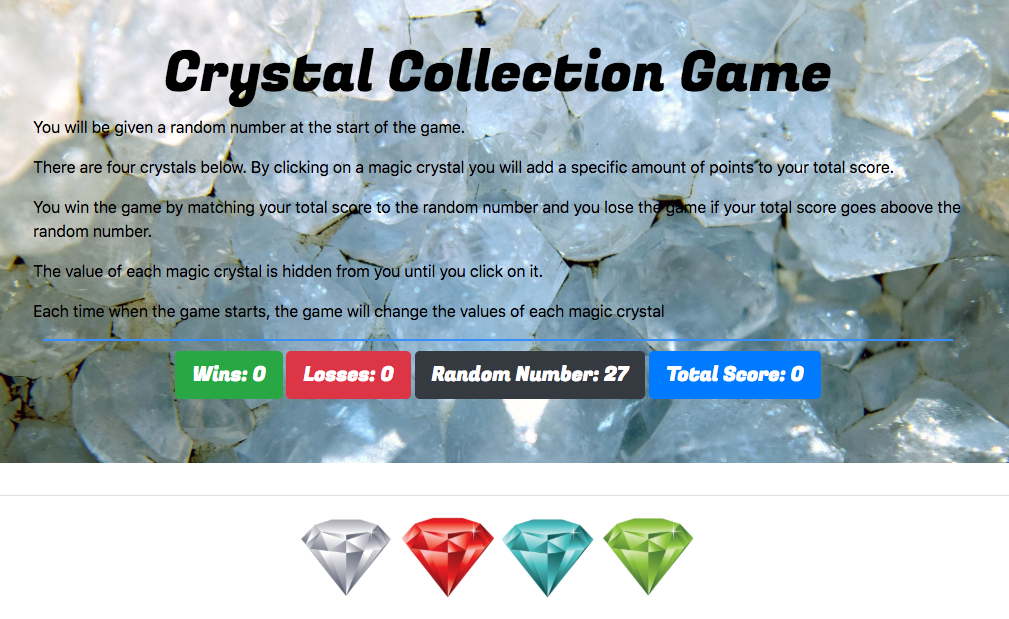 Crystal Collection Game
You will be given a random number at the start of the game.
There are four crystals below. By clicking on a magic crystal you will add a specific amount of points to your total score.
You win the game by matching your total score to the random number and you lose the game if your total score goes aboove the
random number.
The value of each magic crystal is hidden from you until you click on it.
Each time when the game starts, the game will change the values of each magic crystal
Wins: 0 Losses: 0 Random Number: 27 Total Score: 0